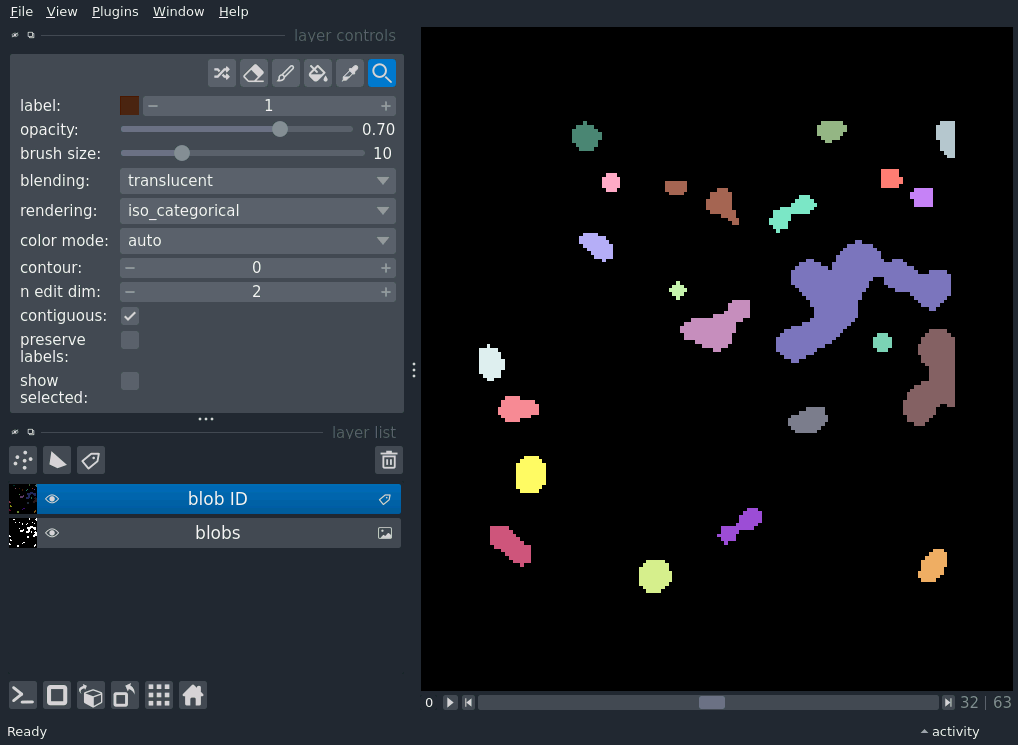 File View Plugins Window Help
layer controls
label: 1
opacity: 0.70
brush size: 10
blending: translucent
rendering: iso_categorical
color mode: auto
contour: 0
n edit dim: 2
contiguous:
preserve
labels:
show
selected:
layer list
blob ID
blobs
0 32 | 63
Ready activity